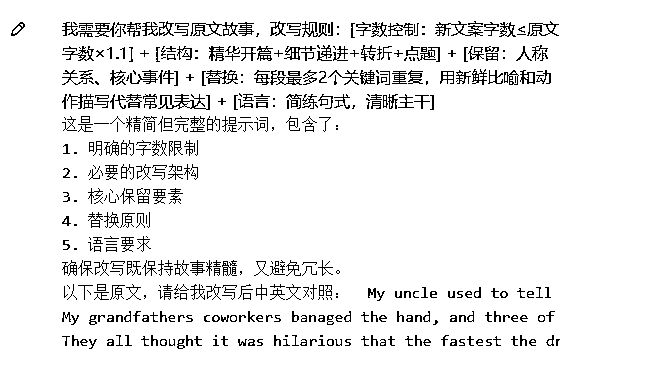 我需要你帮我改写原文故事，改写规则：[字数控制：新文案字数≤原文
字数×1.1] + [结构：精华开篇+细节递进+转折+点题] + [保留：人称
关系、核心事件] + [替换：每段最多2个关键词重复，用新鲜比喻和动
作描写代替常见表达] + [语言：简练句式，清晰主干]
这是一个精简但完整的提示词，包含了：
1. 明确的字数限制
2. 必要的改写架构
3. 核心保留要素
4. 替换原则
5. 语言要求
确保改写既保持故事精髓，又避免冗长。
以下是原文，请给我改写后中英文对照： My uncle used to tell
My grandfathers coworkers banaged the hand, and three of
They all thought it was hilarious that the fastest the